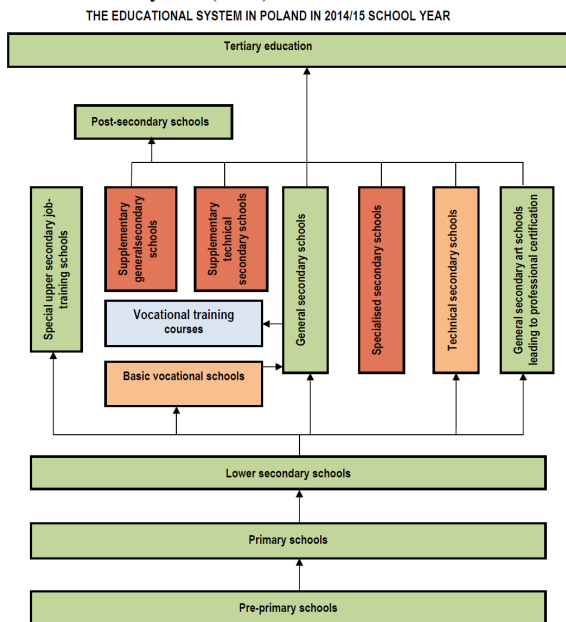 THE EDUCATIONAL SYSTEM IN POLAND IN 2014/15 SCHOOL YEAR
Tertiary education
Post-secondary schools
Special upper secondary job-
training schools
Supplementary
generalsecondary
schools
Supplementary
technical
secondary schools
General secondary schools
Specialised secondary schools
Technical secondary schools
General secondary art schools
leading to professional certification
Vocational training
courses
Basic vocational schools
Lower secondary schools
Primary schools
Pre-primary schools